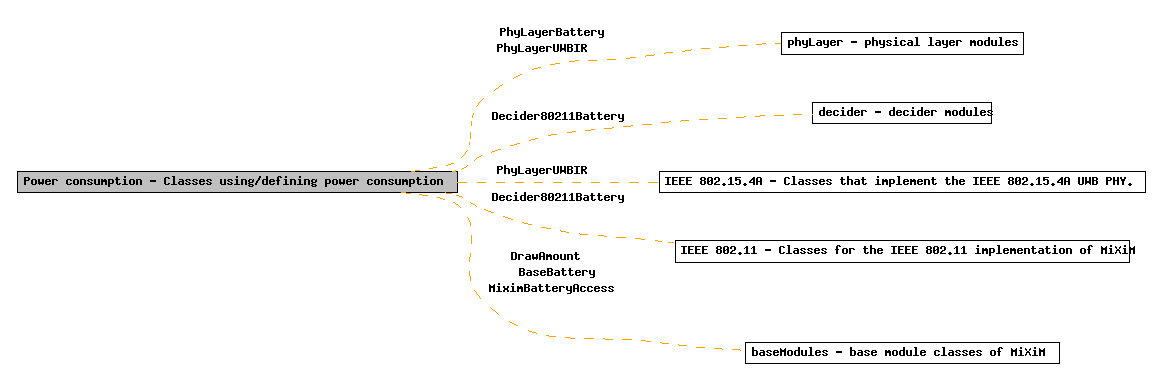 PhyLayerBattery
PhyLayerUWBIR
phyLayer - physical layer modules
Decider80211Battery
decider - decider modules
PhyLayerUWBIR
Power consumption - Classes using/defining power consumption
IEEE 802.15.4A - Classes that implement the IEEE 802.15.4A UWB PHY.
Decider80211Battery
IEEE 802.11 - Classes for the IEEE 802.11 implementation of MiXiM
DrawAmount
BaseBattery
MiximBatteryAccess
baseModules - base module classes of MiXiM